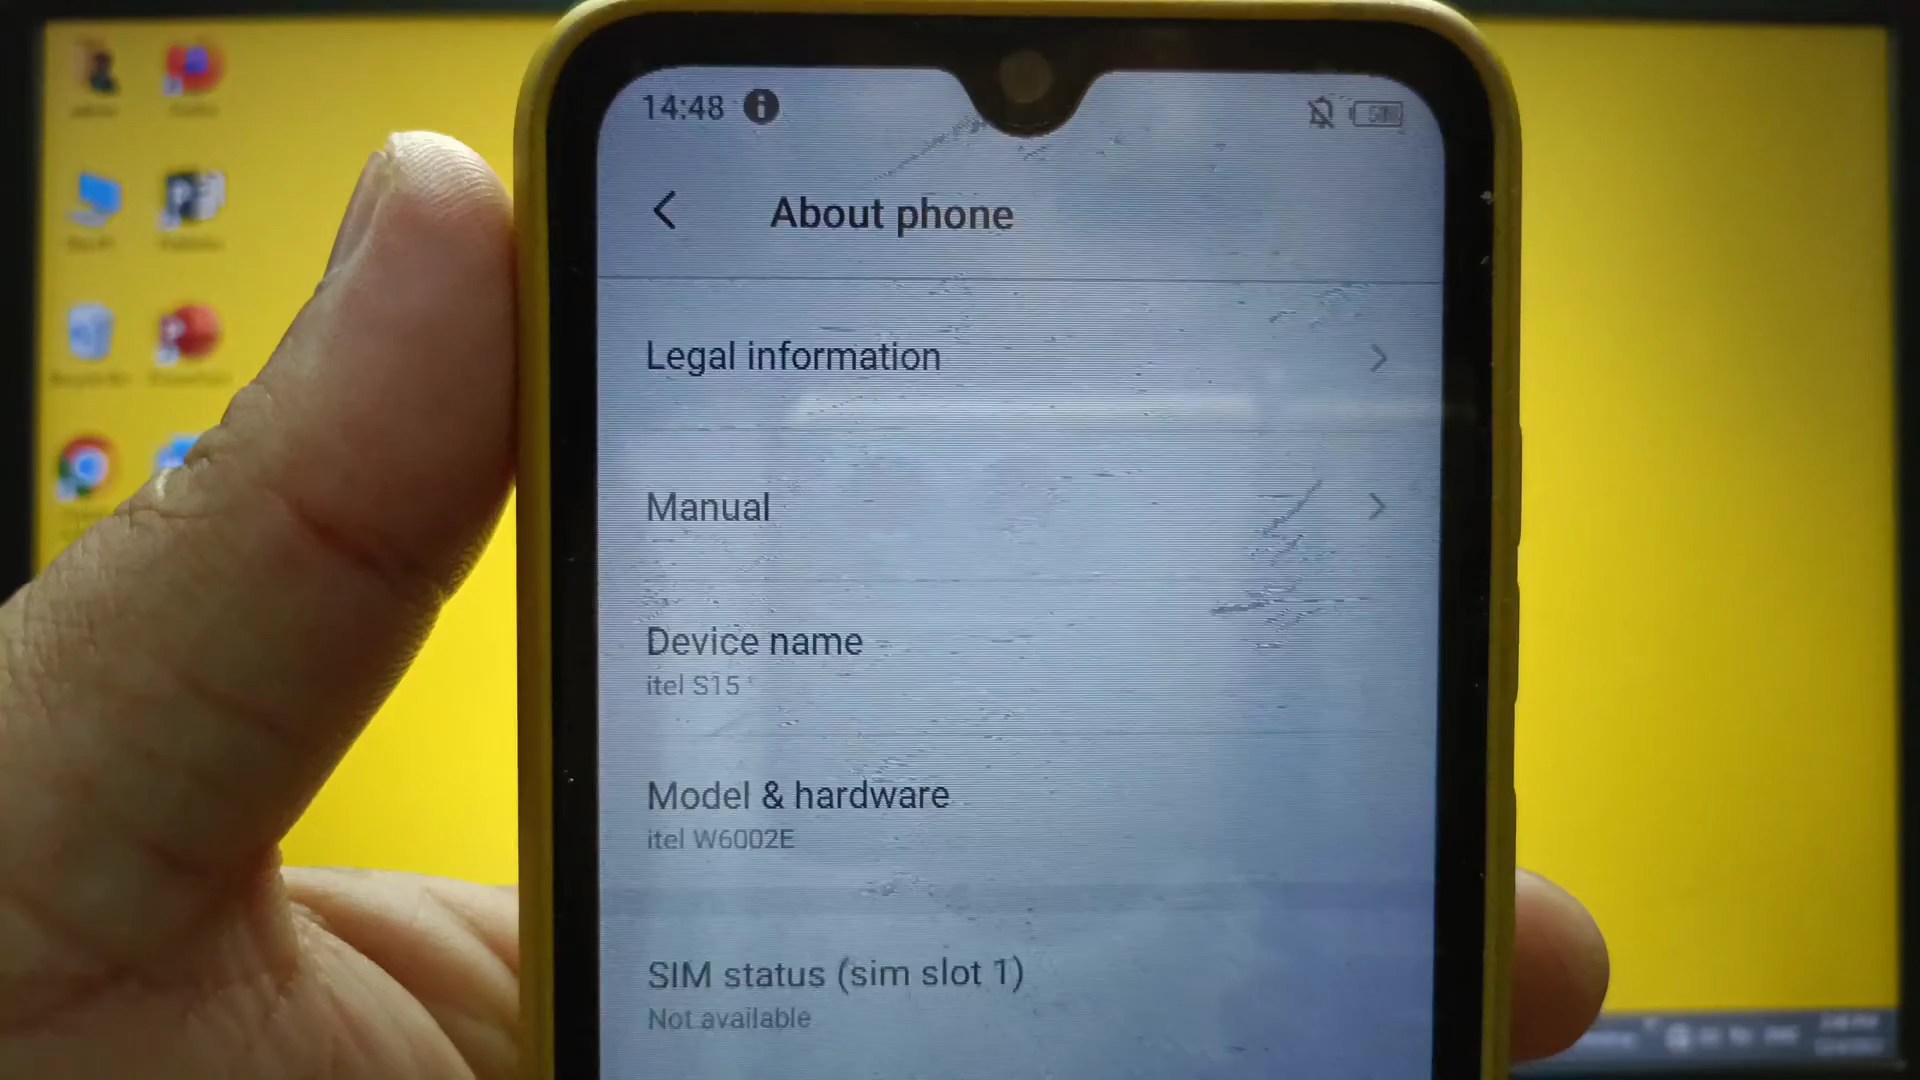 14:48
About phone
Legal information
Manual
Device name
itel S15
Model & hardware
itel W6002E
SIM status (sim slot 1)
Not available